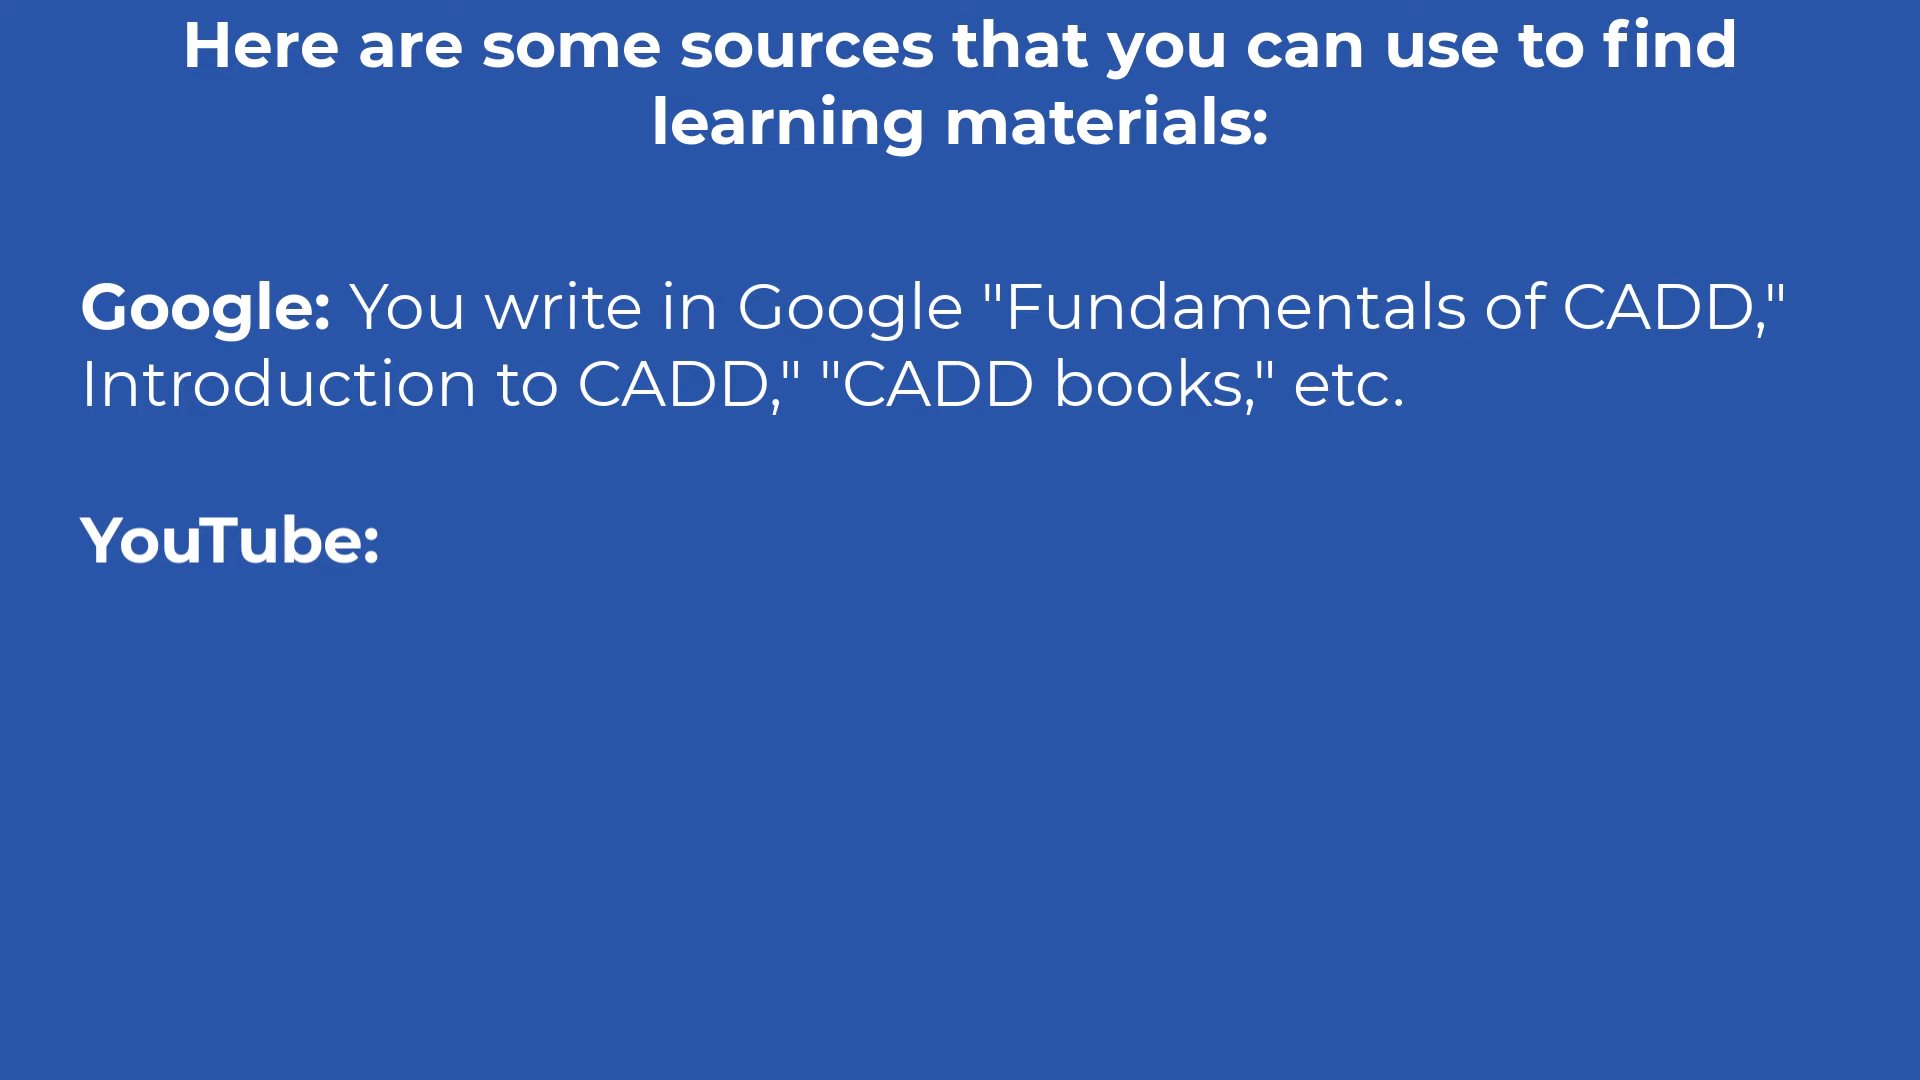 Here are some sources that you can use to find
learning materials:
Google: You write in Google "Fundamentals of CADD,"
Introduction to CADD," "CADD books," etc.
YouTube: